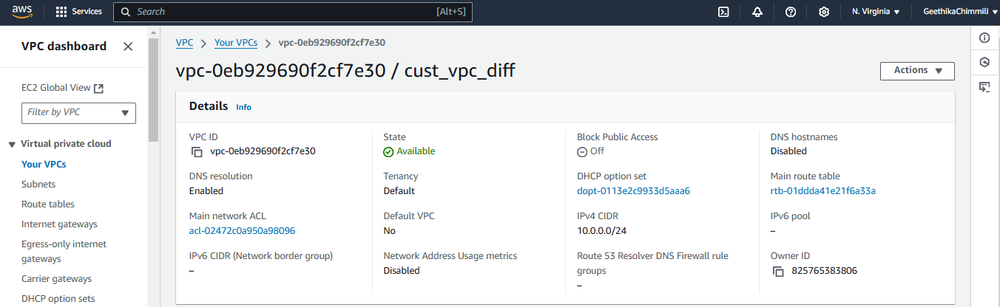 aws Services Search [Alt+S] N. Virginia GeethikaChimmili
VPC dashboard
EC2 Global View
Filter by VPC
Virtual private cloud
Your VPCs
Subnets
Route tables
Internet gateways
Egress-only internet
gateways
Carrier gateways
DHCP option sets
VPC Your VPCs vpc-0eb929690f2cf7e30
vpc-0eb929690f2cf7e30 / cust_vpc_diff
Actions
Details Info
VPC ID
vpc-0eb929690f2cf7e30
State
Available
Block Public Access
Off
DNS hostnames
Disabled
DNS resolution
Enabled
Tenancy
Default
DHCP option set
dopt-0113e2c9933d5aaa6
Main route table
rtb-01ddda41e21f6a33a
Main network ACL
acl-02472c0a950a98096
Default VPC
No
IPv4 CIDR
10.0.0.0/24
IPv6 pool
–
IPv6 CIDR (Network border group)
–
Network Address Usage metrics
Disabled
Route 53 Resolver DNS Firewall rule
groups
–
Owner ID
825765383806